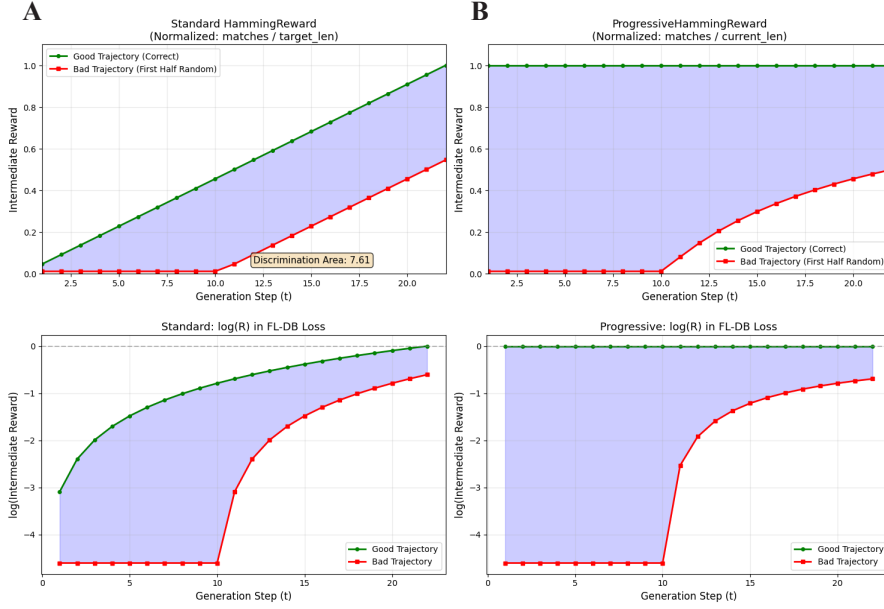 A
Standard HammingReward
(Normalized: matches / target_len)
Intermediate Reward
1.0
0.8
0.6
0.4
0.2
0.0
Good Trajectory (Correct)
Bad Trajectory (First Half Random)
Discrimination Area: 7.61
2.5 5.0 7.5 10.0 12.5 15.0 17.5 20.0
Generation Step (t)
B
ProgressiveHammingReward
(Normalized: matches / current_len)
Intermediate Reward
1.0
0.8
0.6
0.4
0.2
0.0
Good Trajectory (Correct)
Bad Trajectory (First Half Random)
2.5 5.0 7.5 10.0 12.5 15.0 17.5 20.0
Generation Step (t)
Standard: log(R) in FL-DB Loss
log(Intermediate Reward)
0
−1
−2
−3
−4
Good Trajectory
Bad Trajectory
0 5 10 15 20
Generation Step (t)
Progressive: log(R) in FL-DB Loss
log(Intermediate Reward)
0
−1
−2
−3
−4
Good Trajectory
Bad Trajectory
0 5 10 15 20
Generation Step (t)